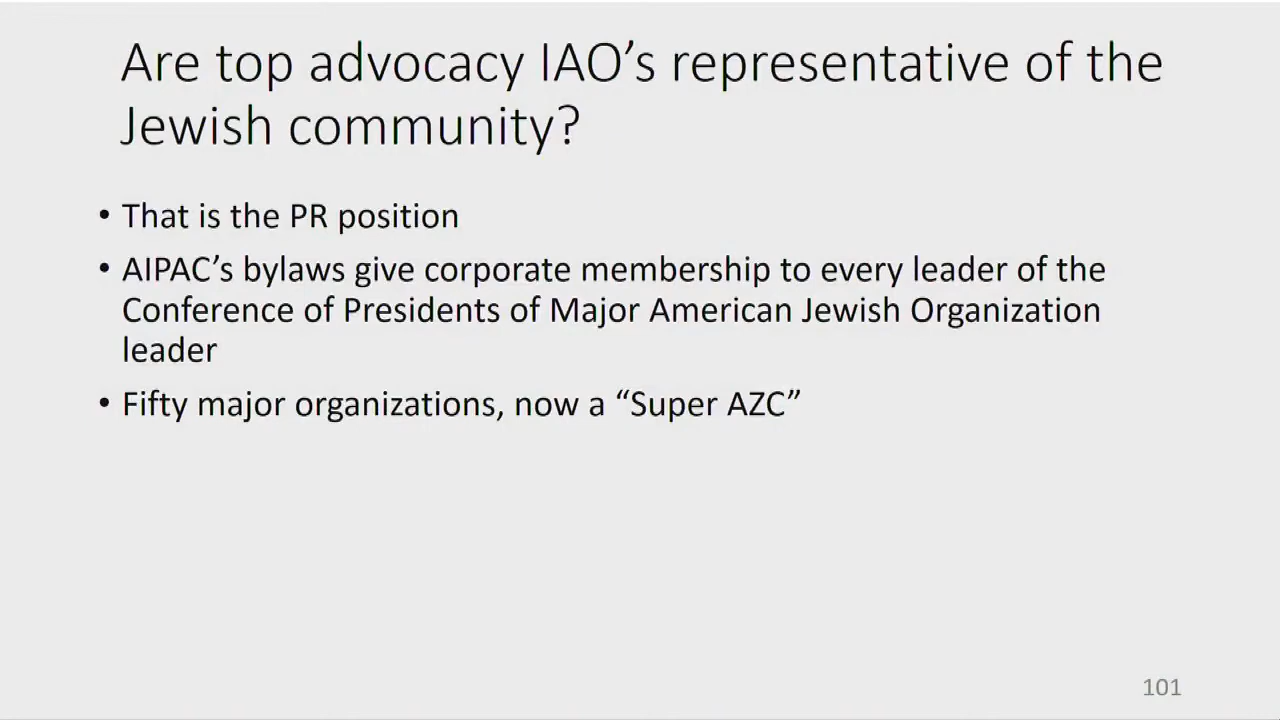 Are top advocacy IAO’s representative of the
Jewish community?
• That is the PR position
• AIPAC’s bylaws give corporate membership to every leader of the
Conference of Presidents of Major American Jewish Organization
leader
• Fifty major organizations, now a “Super AZC”
101